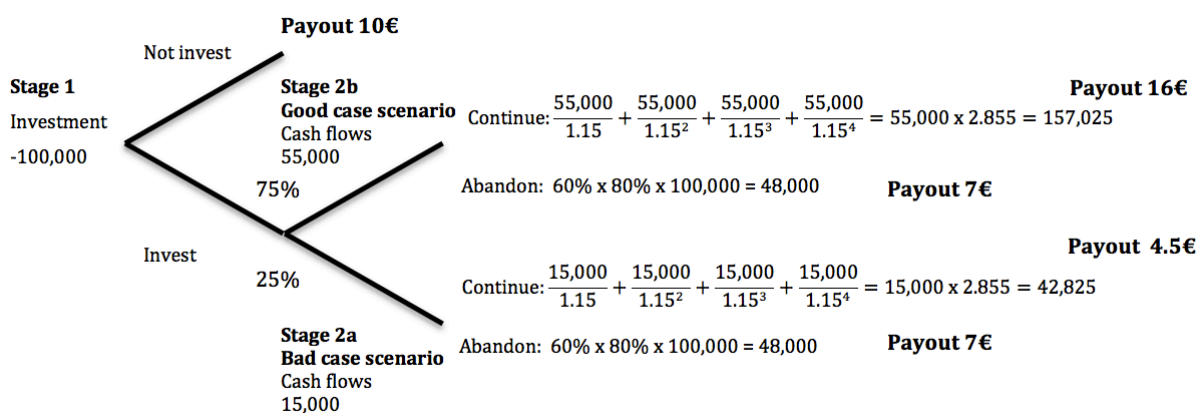 Payout 10€
Not invest
Stage 1
Investment
-100,000
Stage 2b
Good case scenario
Cash flows
55,000
75%
Payout 16€
Continue: 55,000/1.15 + 55,000/1.15² + 55,000/1.15³ + 55,000/1.15⁴ = 55,000 x 2.855 = 157,025
Abandon: 60% x 80% x 100,000 = 48,000
Payout 7€
Invest
25%
Payout 4.5€
Continue: 15,000/1.15 + 15,000/1.15² + 15,000/1.15³ + 15,000/1.15⁴ = 15,000 x 2.855 = 42,825
Stage 2a
Bad case scenario
Cash flows
15,000
Abandon: 60% x 80% x 100,000 = 48,000
Payout 7€